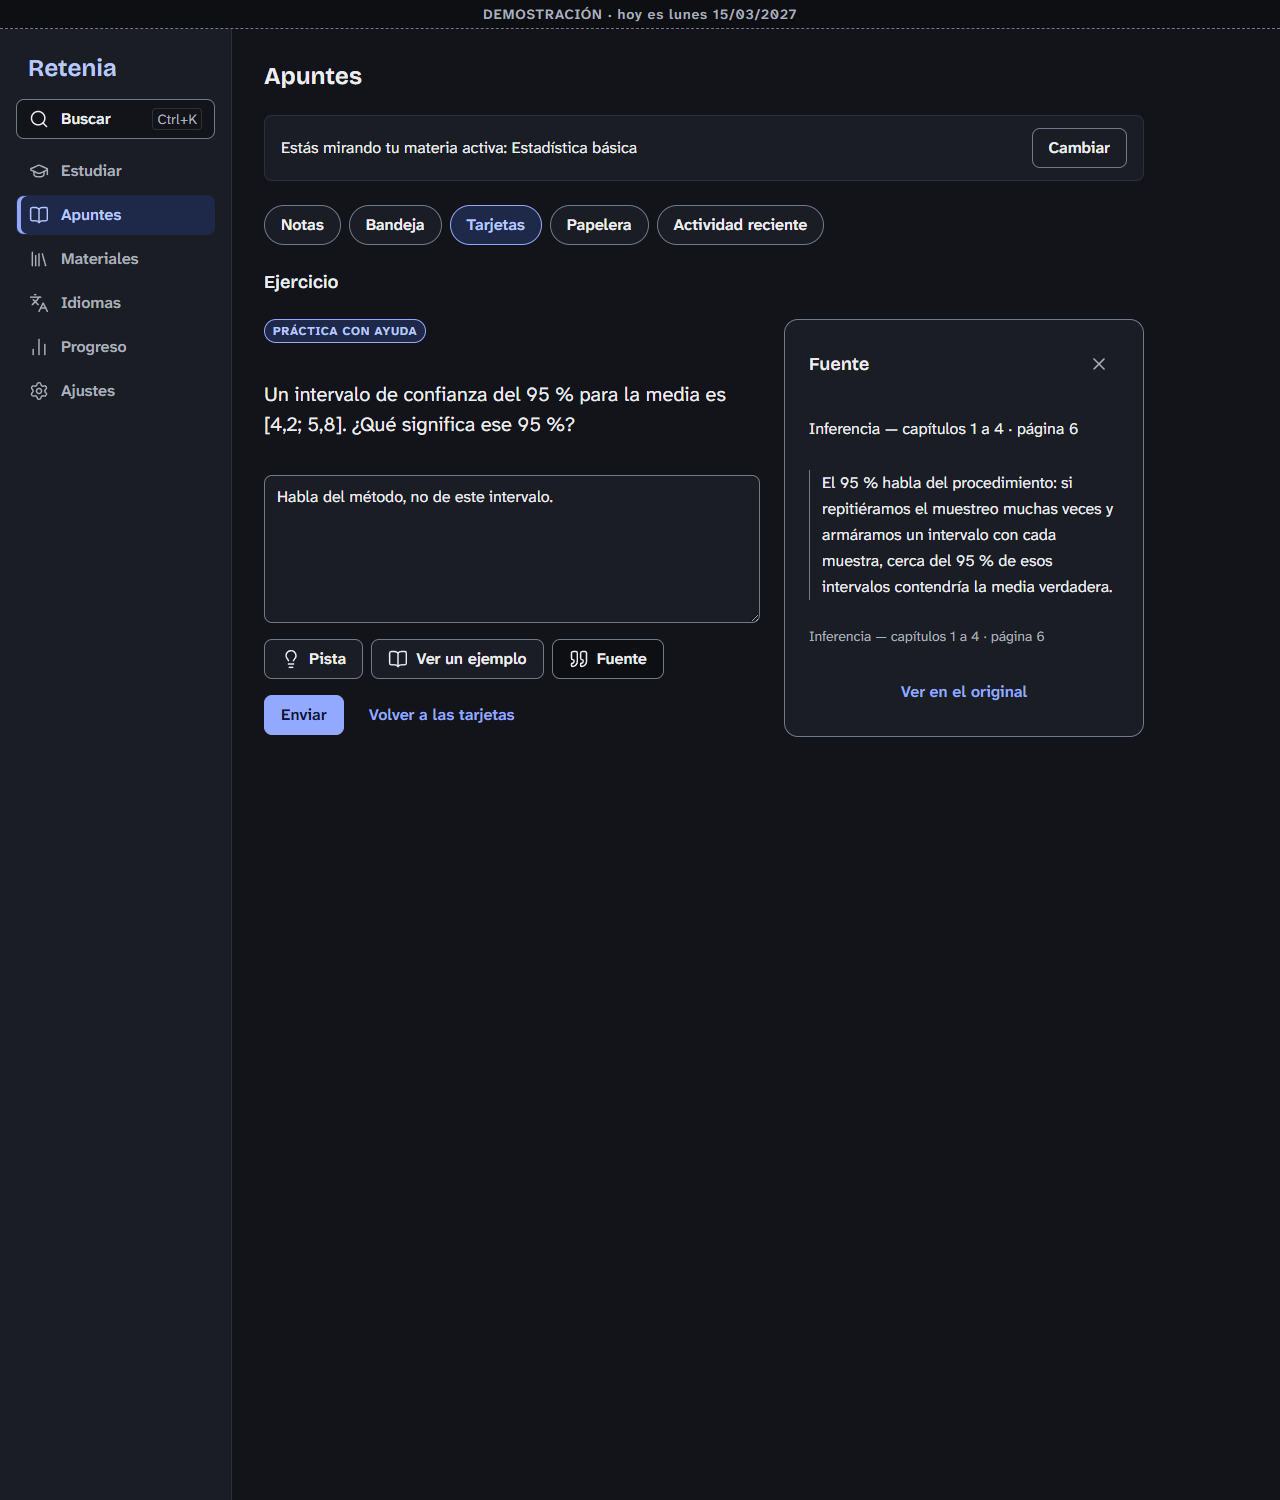 DEMOSTRACIÓN · hoy es lunes 15/03/2027
Retenia
Buscar Ctrl+K
Estudiar
Apuntes
Materiales
Idiomas
Progreso
Ajustes
Apuntes
Estás mirando tu materia activa: Estadística básica
Cambiar
Notas Bandeja Tarjetas Papelera Actividad reciente
Ejercicio
PRÁCTICA CON AYUDA
Un intervalo de confianza del 95 % para la media es
[4,2; 5,8]. ¿Qué significa ese 95 %?
Habla del método, no de este intervalo.
Pista Ver un ejemplo Fuente
Enviar Volver a las tarjetas
Fuente
Inferencia — capítulos 1 a 4 · página 6
El 95 % habla del procedimiento: si
repitiéramos el muestreo muchas veces y
armáramos un intervalo con cada
muestra, cerca del 95 % de esos
intervalos contendría la media verdadera.
Inferencia — capítulos 1 a 4 · página 6
Ver en el original